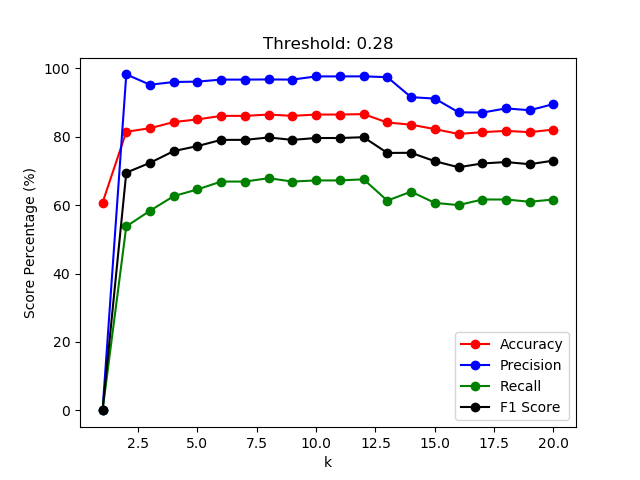 Threshold: 0.28
Score Percentage (%)
100
80
60
40
20
0
2.5 5.0 7.5 10.0 12.5 15.0 17.5 20.0
k
Accuracy
Precision
Recall
F1 Score